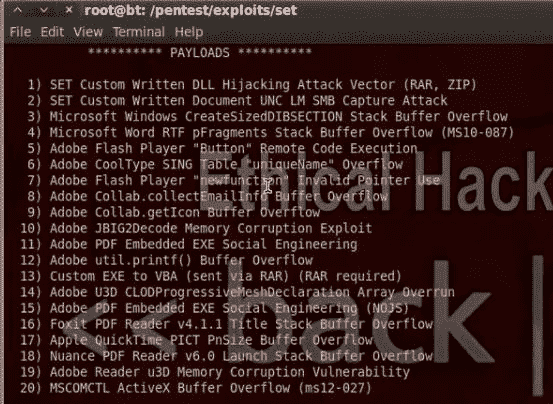 root@bt: /pentest/exploits/set
File Edit View Terminal Help
********** PAYLOADS **********
1) SET Custom Written DLL Hijacking Attack Vector (RAR, ZIP)
2) SET Custom Written Document UNC LM SMB Capture Attack
3) Microsoft Windows CreateSizedDIBSECTION Stack Buffer Overflow
4) Microsoft Word RTF pFragments Stack Buffer Overflow (MS10-087)
5) Adobe Flash Player "Button" Remote Code Execution
6) Adobe CoolType SING Table "uniqueName" Overflow
7) Adobe Flash Player "newfunction" Invalid Pointer Use
8) Adobe Collab.collectEmailInfo Buffer Overflow
9) Adobe Collab.getIcon Buffer Overflow
10) Adobe JBIG2Decode Memory Corruption Exploit
11) Adobe PDF Embedded EXE Social Engineering
12) Adobe util.printf() Buffer Overflow
13) Custom EXE to VBA (sent via RAR) (RAR required)
14) Adobe U3D CLODProgressiveMeshDeclaration Array Overrun
15) Adobe PDF Embedded EXE Social Engineering (NOJS)
16) Foxit PDF Reader v4.1.1 Title Stack Buffer Overflow
17) Apple QuickTime PICT PnSize Buffer Overflow
18) Nuance PDF Reader v6.0 Launch Stack Buffer Overflow
19) Adobe Reader u3D Memory Corruption Vulnerability
20) MSCOMCTL ActiveX Buffer Overflow (ms12-027)
Ethical Hack
<< back |